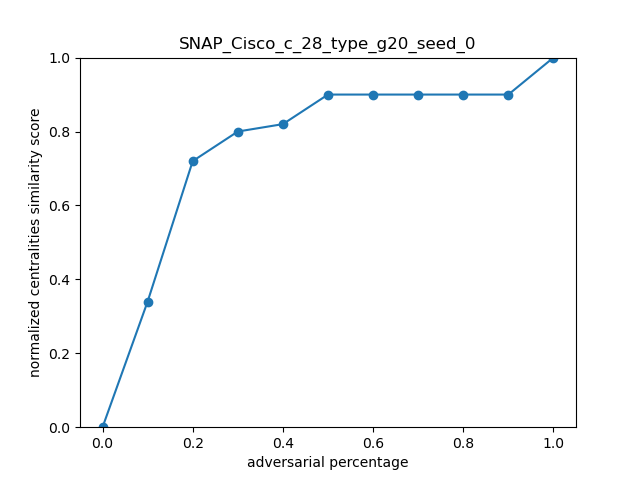 SNAP_Cisco_c_28_type_g20_seed_0
normalized centralities similarity score
1.0
0.8
0.6
0.4
0.2
0.0
0.0 0.2 0.4 0.6 0.8 1.0
adversarial percentage